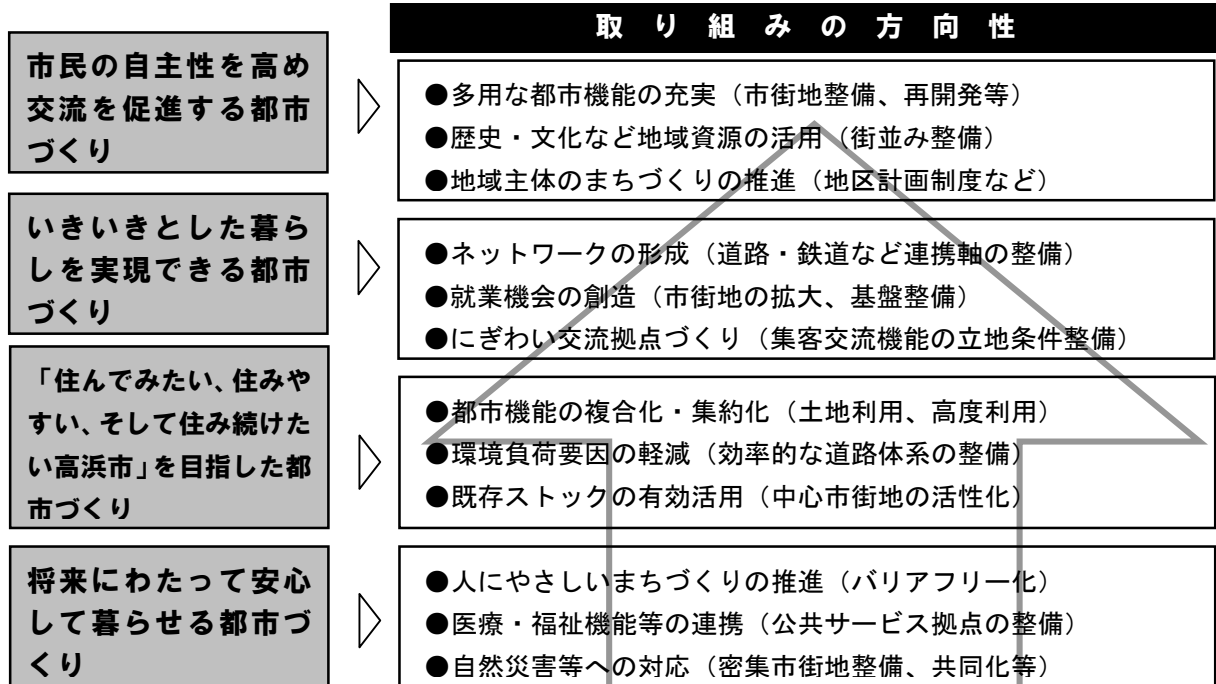 取り組みの方向性
市民の自主性を高め
交流を促進する都市
づくり
●多用な都市機能の充実（市街地整備、再開発等）
●歴史・文化など地域資源の活用（街並み整備）
●地域主体のまちづくりの推進（地区計画制度など）
いきいきとした暮ら
しを実現できる都市
づくり
●ネットワークの形成（道路・鉄道など連携軸の整備）
●就業機会の創造（市街地の拡大、基盤整備）
●にぎわい交流拠点づくり（集客交流機能の立地条件整備）
「住んでみたい、住みや
すい、そして住み続けた
い高浜市」を目指した都
市づくり
●都市機能の複合化・集約化（土地利用、高度利用）
●環境負荷要因の軽減（効率的な道路体系の整備）
●既存ストックの有効活用（中心市街地の活性化）
将来にわたって安心
して暮らせる都市づ
くり
●人にやさしいまちづくりの推進（バリアフリー化）
●医療・福祉機能等の連携（公共サービス拠点の整備）
●自然災害等への対応（密集市街地整備、共同化等）